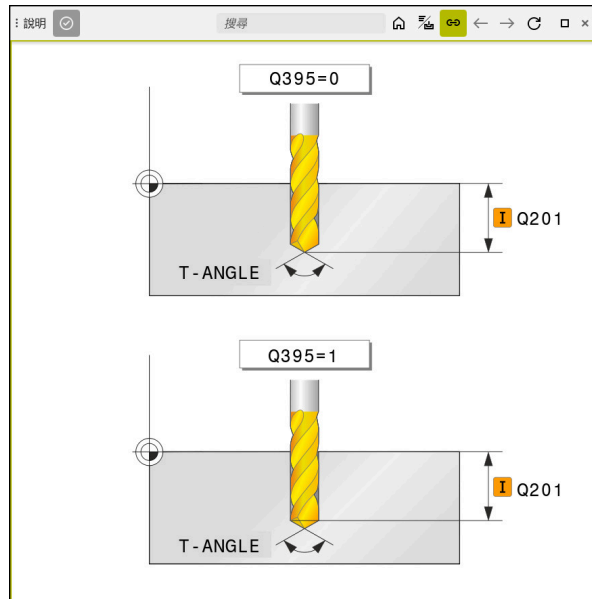 說明
搜尋
Q395=0
I Q201
T-ANGLE
Q395=1
I Q201
T-ANGLE